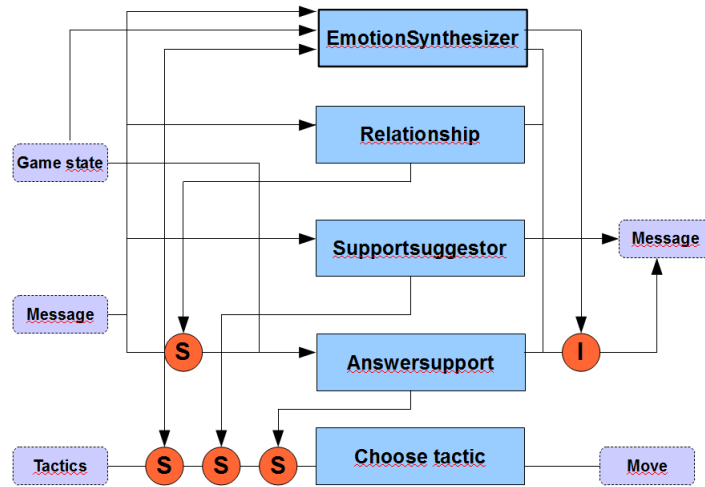 EmotionSynthesizer
Relationship
Game state
Supportsuggestor
Message
Message
S
Answersupport
I
Tactics
S
S
S
Choose tactic
Move